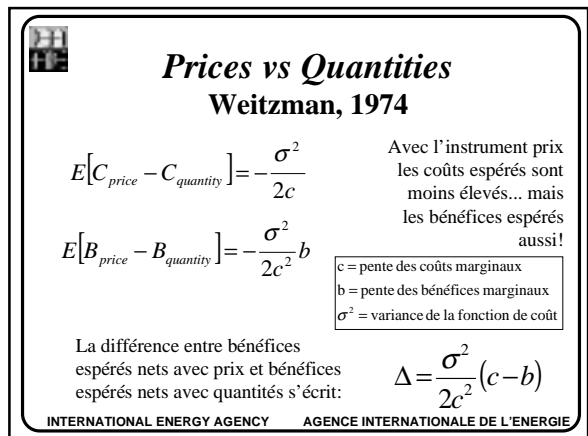 Prices vs Quantities
Weitzman, 1974
E[C_price − C_quantity] = − σ² / 2c
Avec l’instrument prix
les coûts espérés sont
moins élevés... mais
les bénéfices espérés
aussi!
E[B_price − B_quantity] = − σ² / 2c² b
c = pente des coûts marginaux
b = pente des bénéfices marginaux
σ² = variance de la fonction de coût
La différence entre bénéfices
espérés nets avec prix et bénéfices
espérés nets avec quantités s’écrit:
Δ = σ² / 2c² (c − b)
INTERNATIONAL ENERGY AGENCY AGENCE INTERNATIONALE DE L’ENERGIE